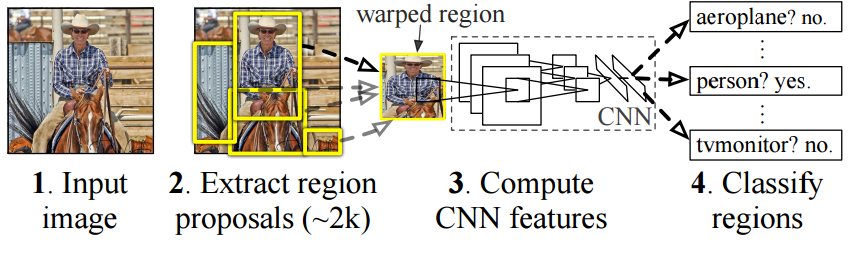 warped region
aeroplane? no.
person? yes.
CNN
tvmonitor? no.
1. Input
image
2. Extract region
proposals (~2k)
3. Compute
CNN features
4. Classify
regions